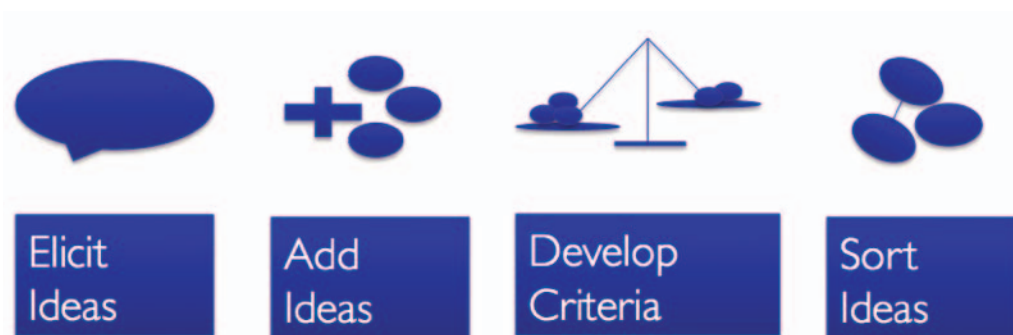 Elicit
Ideas
Add
Ideas
Develop
Criteria
Sort
Ideas